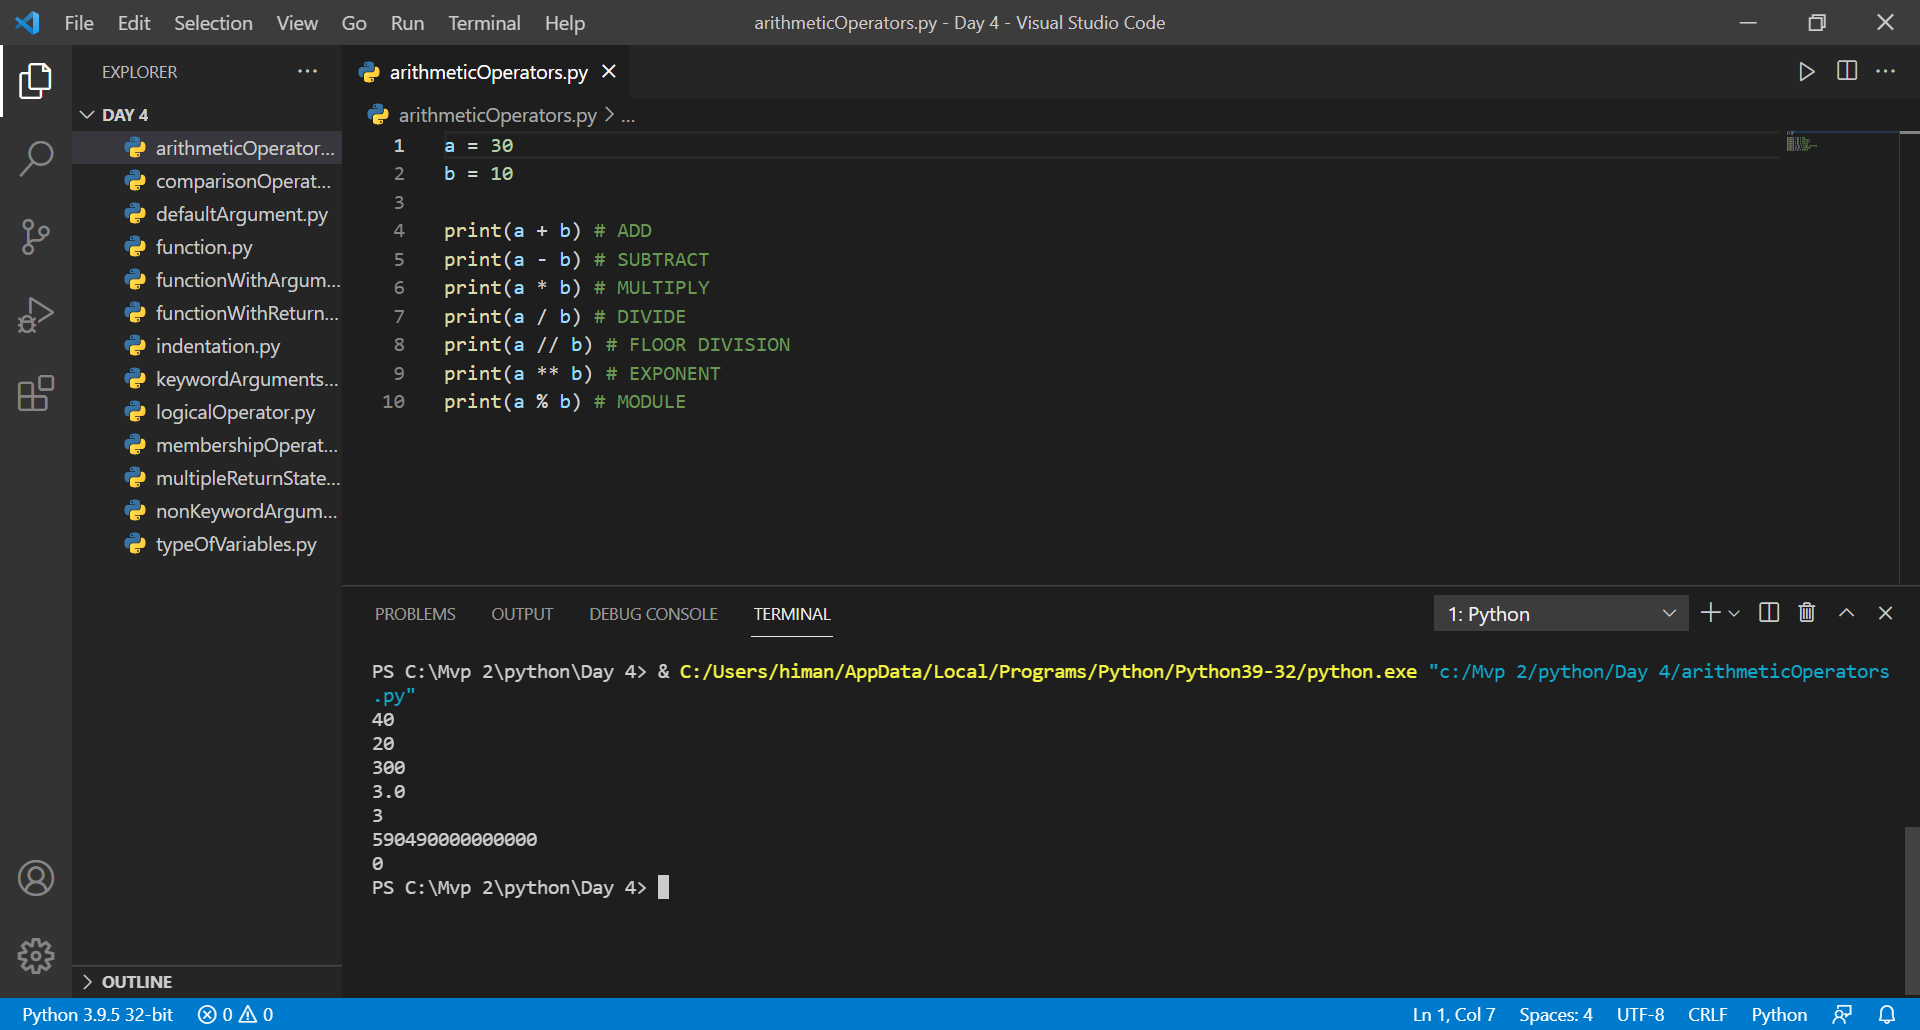 File Edit Selection View Go Run Terminal Help arithmeticOperators.py - Day 4 - Visual Studio Code
EXPLORER
DAY 4
arithmeticOperator...
comparisonOperat...
defaultArgument.py
function.py
functionWithArgum...
functionWithReturn...
indentation.py
keywordArguments...
logicalOperator.py
membershipOperat...
multipleReturnState...
nonKeywordArgum...
typeOfVariables.py
OUTLINE
arithmeticOperators.py
arithmeticOperators.py > ...
1 a = 30
2 b = 10
3
4 print(a + b) # ADD
5 print(a - b) # SUBTRACT
6 print(a * b) # MULTIPLY
7 print(a / b) # DIVIDE
8 print(a // b) # FLOOR DIVISION
9 print(a ** b) # EXPONENT
10 print(a % b) # MODULE
PROBLEMS OUTPUT DEBUG CONSOLE TERMINAL 1: Python
PS C:\Mvp 2\python\Day 4> & C:/Users/himan/AppData/Local/Programs/Python/Python39-32/python.exe "c:/Mvp 2/python/Day 4/arithmeticOperators
.py"
40
20
300
3.0
3
590490000000000
0
PS C:\Mvp 2\python\Day 4>
Python 3.9.5 32-bit 0 0 Ln 1, Col 7 Spaces: 4 UTF-8 CRLF Python